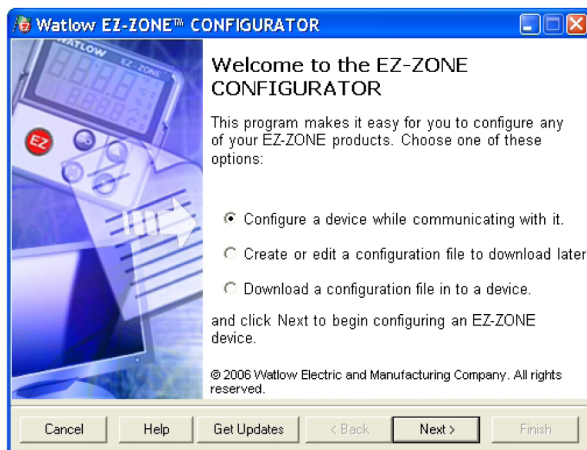 Watlow EZ-ZONE™ CONFIGURATOR
WATLOW
EZ-ZONE
EZ
Welcome to the EZ-ZONE
CONFIGURATOR
This program makes it easy for you to configure any
of your EZ-ZONE products. Choose one of these
options:
Configure a device while communicating with it.
Create or edit a configuration file to download later
Download a configuration file in to a device.
and click Next to begin configuring an EZ-ZONE
device.
© 2006 Watlow Electric and Manufacturing Company. All rights
reserved.
Cancel Help Get Updates < Back Next > Finish